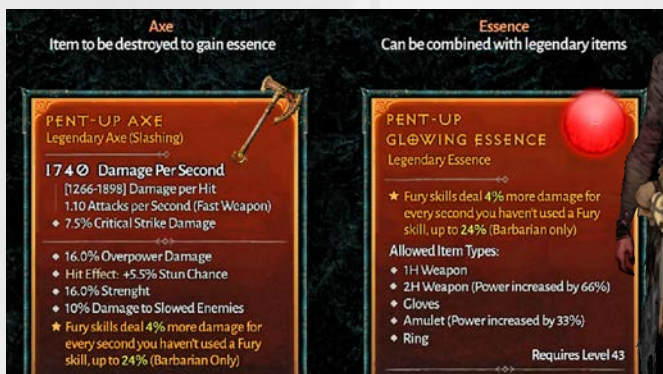 Axe
Item to be destroyed to gain essence
PENT-UP AXE
Legendary Axe (Slashing)
1740 Damage Per Second
[1266-1898] Damage per Hit
1.10 Attacks per Second (Fast Weapon)
7.5% Critical Strike Damage
16.0% Overpower Damage
Hit Effect: +5.5% Stun Chance
16.0% Strenght
10% Damage to Slowed Enemies
Fury skills deal 4% more damage for
every second you haven't used a Fury
skill, up to 24% (Barbarian Only)
Essence
Can be combined with legendary items
PENT-UP
GLOWING ESSENCE
Legendary Essence
Fury skills deal 4% more damage for
every second you haven't used a Fury
skill, up to 24% (Barbarian only)
Allowed Item Types:
1H Weapon
2H Weapon (Power increased by 66%)
Gloves
Amulet (Power increased by 33%)
Ring
Requires Level 43